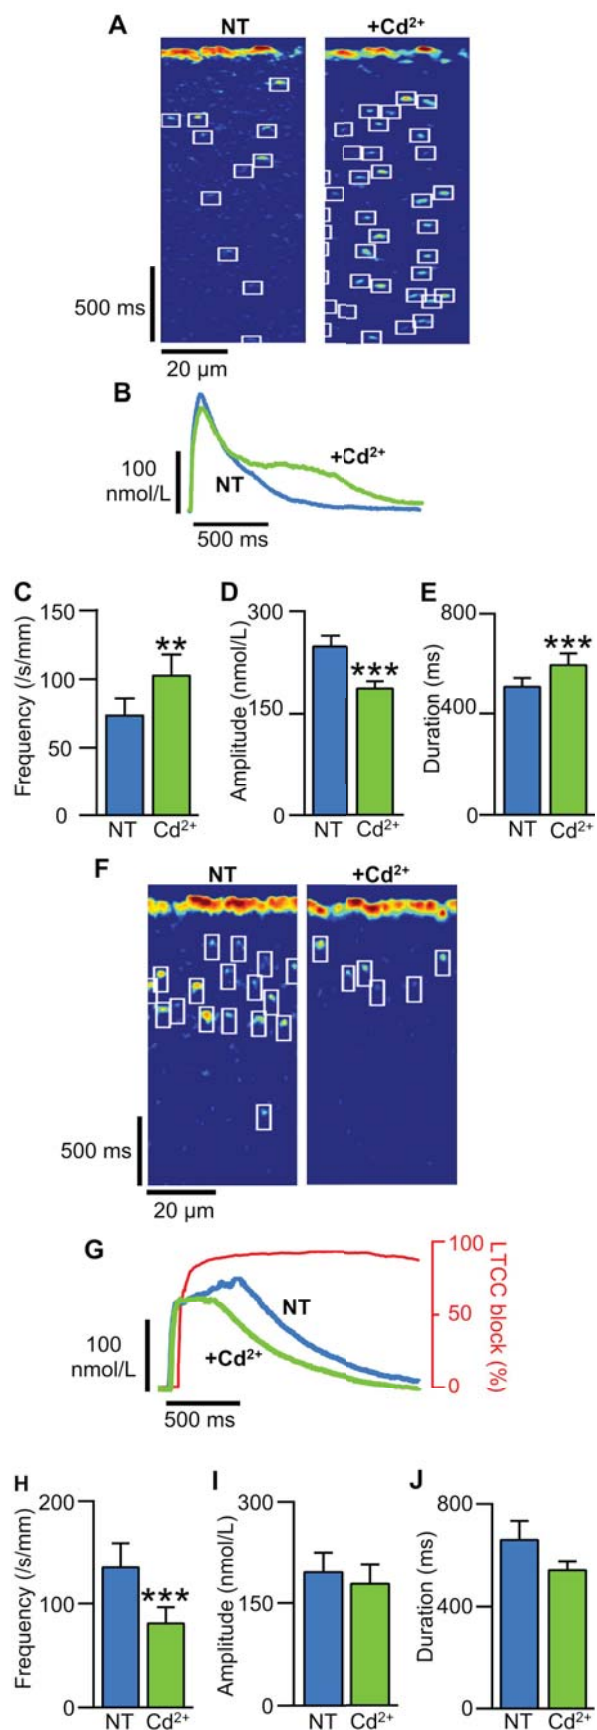 A
NT
+Cd²⁺
500 ms
20 µm
B
100
nmol/L
NT
+Cd²⁺
500 ms
C
Frequency (/s/mm)
150
100
50
0
**
NT
Cd²⁺
D
Amplitude (nmol/L)
300
150
0
***
NT
Cd²⁺
E
Duration (ms)
800
400
0
***
NT
Cd²⁺
F
NT
+Cd²⁺
500 ms
20 µm
G
100
nmol/L
NT
+Cd²⁺
500 ms
100
50
0
LTCC block (%)
H
Frequency (/s/mm)
200
100
0
***
NT
Cd²⁺
I
Amplitude (nmol/L)
300
150
0
NT
Cd²⁺
J
Duration (ms)
800
400
0
NT
Cd²⁺